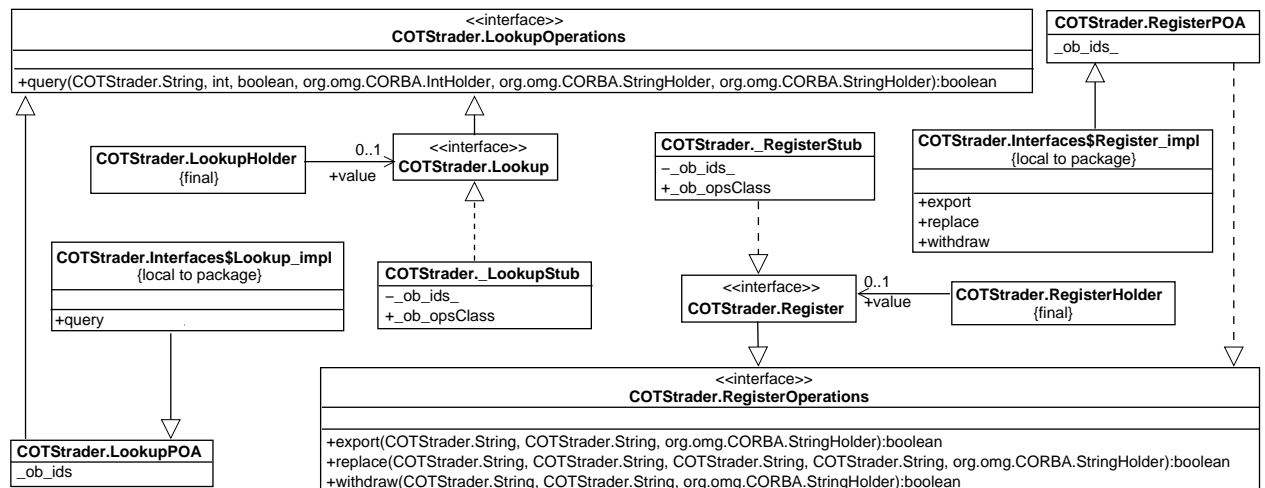 <<interface>>
COTStrader.LookupOperations
+query(COTStrader.String, int, boolean, org.omg.CORBA.IntHolder, org.omg.CORBA.StringHolder, org.omg.CORBA.StringHolder):boolean
COTStrader.RegisterPOA
_ob_ids_
COTStrader.LookupHolder
{final}
0..1
+value
<<interface>>
COTStrader.Lookup
COTStrader._RegisterStub
–_ob_ids_
+_ob_opsClass
COTStrader.Interfaces$Register_impl
{local to package}
+export
+replace
+withdraw
COTStrader.Interfaces$Lookup_impl
{local to package}
+query
COTStrader._LookupStub
–_ob_ids_
+_ob_opsClass
<<interface>>
COTStrader.Register
0..1
+value
COTStrader.RegisterHolder
{final}
<<interface>>
COTStrader.RegisterOperations
+export(COTStrader.String, COTStrader.String, org.omg.CORBA.StringHolder):boolean
+replace(COTStrader.String, COTStrader.String, COTStrader.String, COTStrader.String, org.omg.CORBA.StringHolder):boolean
+withdraw(COTStrader.String, COTStrader.String, org.omg.CORBA.StringHolder):boolean
COTStrader.LookupPOA
_ob_ids